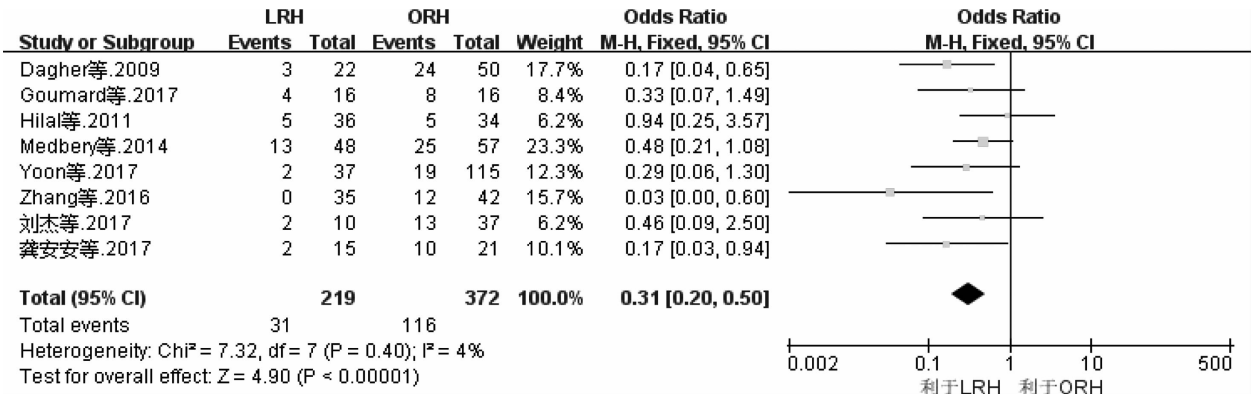 LRH ORH Odds Ratio Odds Ratio
Study or Subgroup Events Total Events Total Weight M-H, Fixed, 95% CI M-H, Fixed, 95% CI
Dagher等.2009 3 22 24 50 17.7% 0.17 [0.04, 0.65]
Goumard等.2017 4 16 8 16 8.4% 0.33 [0.07, 1.49]
Hilal等.2011 5 36 5 34 6.2% 0.94 [0.25, 3.57]
Medbery等.2014 13 48 25 57 23.3% 0.48 [0.21, 1.08]
Yoon等.2017 2 37 19 115 12.3% 0.29 [0.06, 1.30]
Zhang等.2016 0 35 12 42 15.7% 0.03 [0.00, 0.60]
刘杰等.2017 2 10 13 37 6.2% 0.46 [0.09, 2.50]
龚安安等.2017 2 15 10 21 10.1% 0.17 [0.03, 0.94]
Total (95% CI) 219 372 100.0% 0.31 [0.20, 0.50]
Total events 31 116
Heterogeneity: Chi² = 7.32, df = 7 (P = 0.40); I² = 4%
Test for overall effect: Z = 4.90 (P < 0.00001)
0.002 0.1 1 10 500
利于LRH 利于ORH